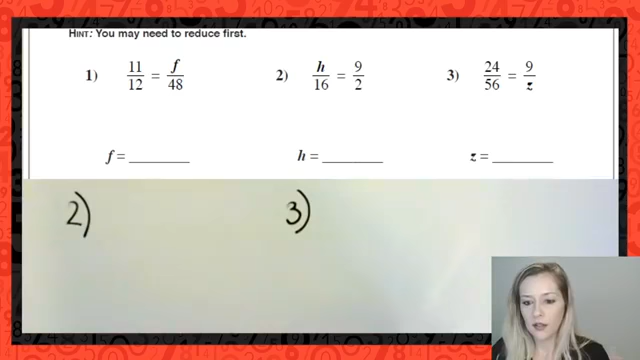 HINT: You may need to reduce first.
1) 11/12 = f/48 2) h/16 = 9/2 3) 24/56 = 9/z
f = ________ h = ________ z = ________
2) 3)